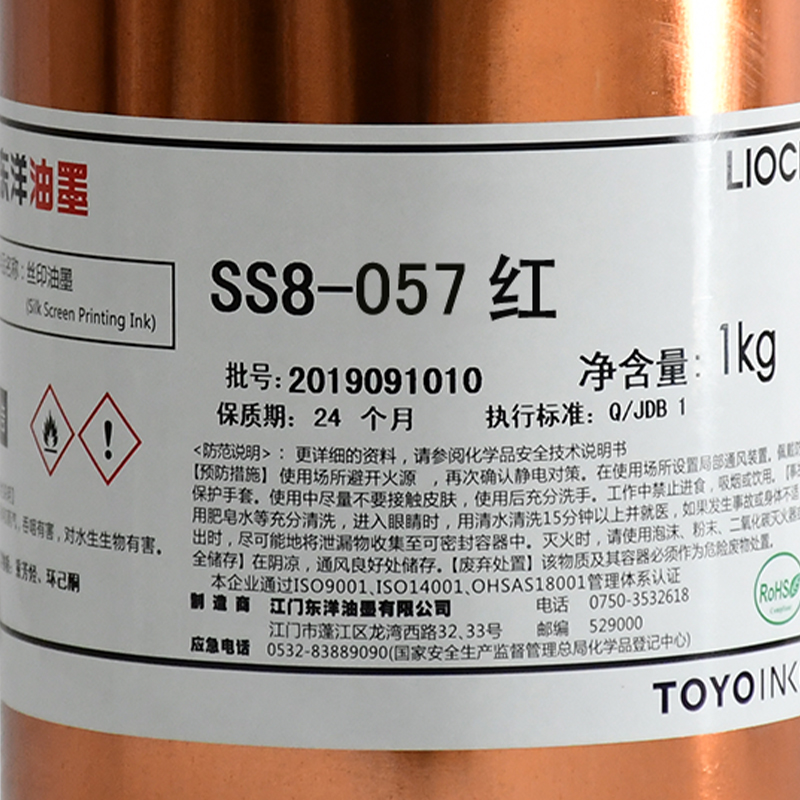 东洋油墨
LIOC
SS8-057 红
品名称：丝印油墨
(Silk Screen Printing Ink)
批号: 2019091010
净含量: 1kg
保质期: 24 个月
执行标准: Q/JDB 1
<防范说明>： 更详细的资料，请参阅化学品安全技术说明书
【预防措施】 使用场所避开火源 ，再次确认静电对策。在使用场所设置局部通风装置。佩戴防
保护手套。使用中尽量不要接触皮肤，使用后充分洗手。工作中禁止进食，吸烟或饮用。【事
用肥皂水等充分清洗，进入眼睛时，用清水清洗15分钟以上并就医，如果发生事故或身体不适
出时，尽可能地将泄漏物收集至可密封容器中。灭火时，请使用泡沫、粉末、二氧化碳灭火器
全储存】在阴凉，通风良好处储存。【废弃处置】该物质及其容器必须作为危险废物处置。
吞咽有害，对水生生物有害。
环己酮
本企业通过ISO9001、ISO14001、OHSAS18001管理体系认证
制 造 商 江门东洋油墨有限公司 电话 0750-3532618
江门市蓬江区龙湾西路32、33号 邮编 529000
应急电话 0532-83889090(国家安全生产监督管理总局化学品登记中心)
RoHS
Compliant
TOYOINK